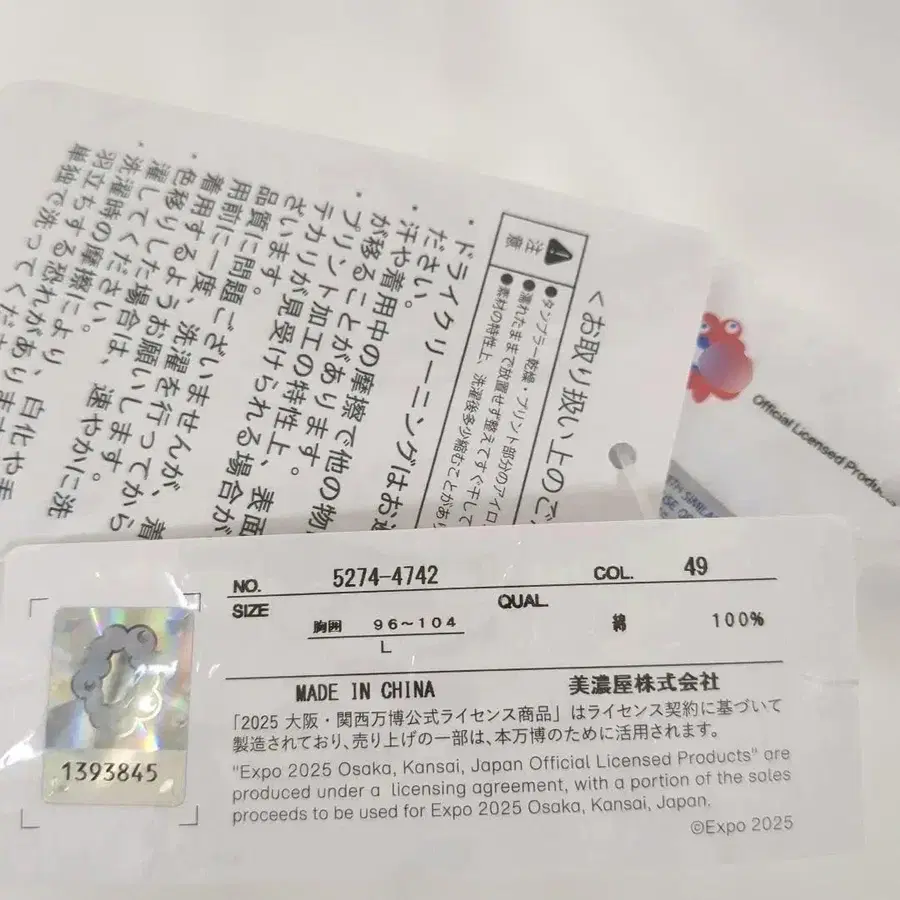 <お取り扱い上のご
注意
●タンブラー乾燥・プリント部分のアイロ
●濡れたままで放置せず整えてすぐ干して
●素材の特性上、洗濯後多少縮むことがあり
・ドライクリーニングはお
ださい。
・汗や着用中の摩擦で他の物
が移ることがあります。
・プリント加工の特性上、表面
テカリが見受けられる場合が
ざいます。
品質に問題ございませんが、着
用前に一度、洗濯を行ってから
着用するようお願いします。
・色移りした場合は、速やかに洗
濯してください。
・洗濯時の摩擦により、白化や毛
羽立ちする恐れがあります
単独で洗ってくだ
Official Licensed Produ
NO. 5274-4742 COL. 49
SIZE QUAL.
胸囲 96~104 綿 100%
L
MADE IN CHINA 美濃屋株式会社
「2025 大阪・関西万博公式ライセンス商品」はライセンス契約に基づいて
製造されており、売り上げの一部は、本万博のために活用されます。
"Expo 2025 Osaka, Kansai, Japan Official Licensed Products" are
produced under a licensing agreement, with a portion of the sales
proceeds to be used for Expo 2025 Osaka, Kansai, Japan.
©Expo 2025
1393845